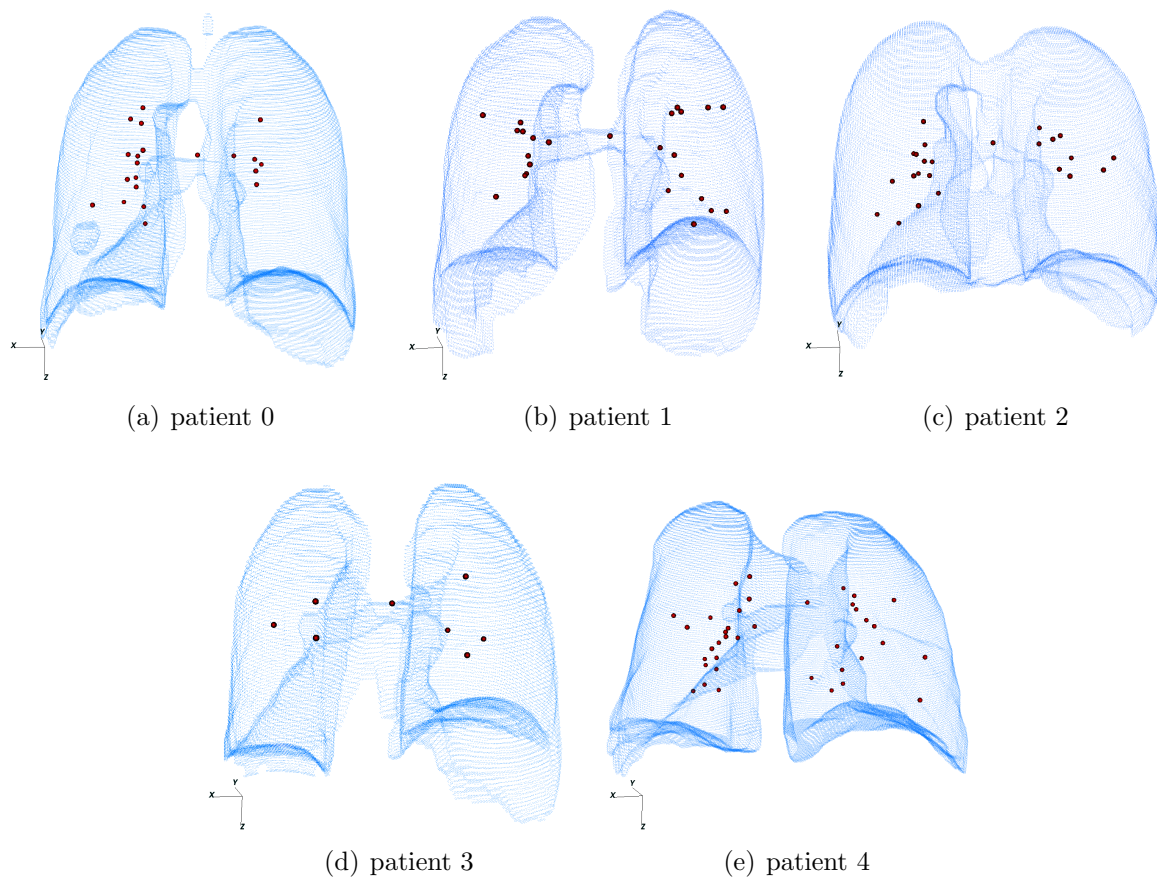 Y
X
Z
Y
X
Z
Y
X
Z
(a) patient 0
(b) patient 1
(c) patient 2
Y
X
Z
Y
X
Z
(d) patient 3
(e) patient 4